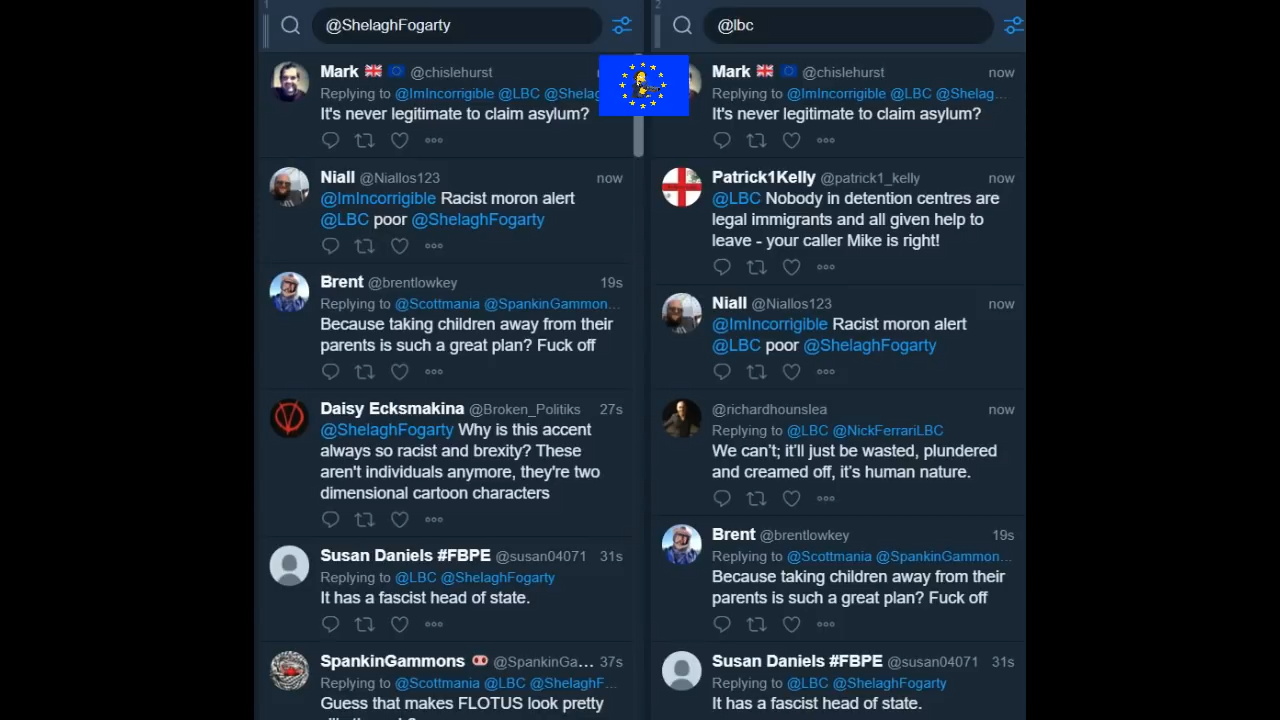 1
@ShelaghFogarty
Mark @chislehurst
Replying to @ImIncorrigible @LBC @Shelag
It's never legitimate to claim asylum?
Niall @Niallos123 now
@ImIncorrigible Racist moron alert
@LBC poor @ShelaghFogarty
Brent @brentlowkey 19s
Replying to @Scottmania @SpankinGammon…
Because taking children away from their
parents is such a great plan? Fuck off
Daisy Ecksmakina @Broken_Politiks 27s
@ShelaghFogarty Why is this accent
always so racist and brexity? These
aren't individuals anymore, they're two
dimensional cartoon characters
Susan Daniels #FBPE @susan04071 31s
Replying to @LBC @ShelaghFogarty
It has a fascist head of state.
SpankinGammons @SpankinGa… 37s
Replying to @Scottmania @LBC @ShelaghF…
Guess that makes FLOTUS look pretty
2
@lbc
Mark @chislehurst now
Replying to @ImIncorrigible @LBC @Shelag…
It's never legitimate to claim asylum?
Patrick1Kelly @patrick1_kelly now
@LBC Nobody in detention centres are
legal immigrants and all given help to
leave - your caller Mike is right!
Niall @Niallos123 now
@ImIncorrigible Racist moron alert
@LBC poor @ShelaghFogarty
@richardhounslea now
Replying to @LBC @NickFerrariLBC
We can't; it'll just be wasted, plundered
and creamed off, it's human nature.
Brent @brentlowkey 19s
Replying to @Scottmania @SpankinGammon…
Because taking children away from their
parents is such a great plan? Fuck off
Susan Daniels #FBPE @susan04071 31s
Replying to @LBC @ShelaghFogarty
It has a fascist head of state.